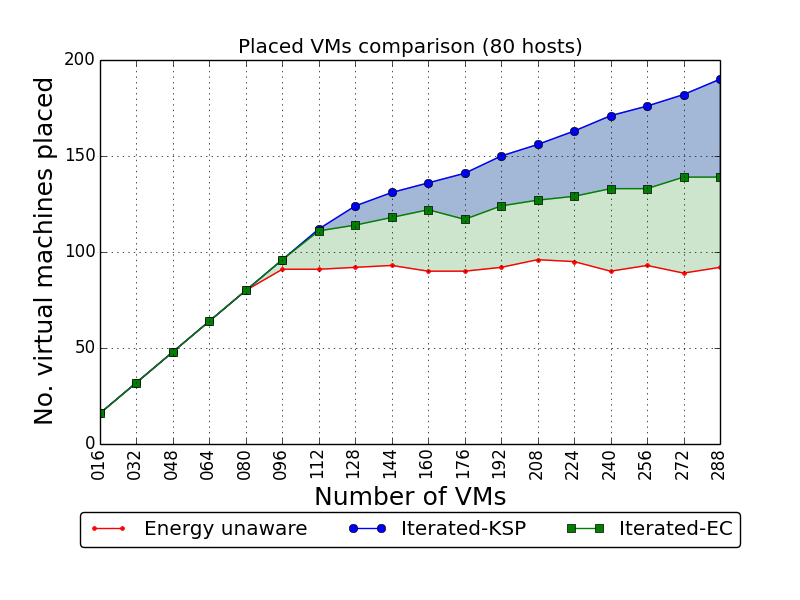 Placed VMs comparison (80 hosts)
No. virtual machines placed
200
150
100
50
0
016 032 048 064 080 096 112 128 144 160 176 192 208 224 240 256 272 288
Number of VMs
Energy unaware Iterated-KSP Iterated-EC